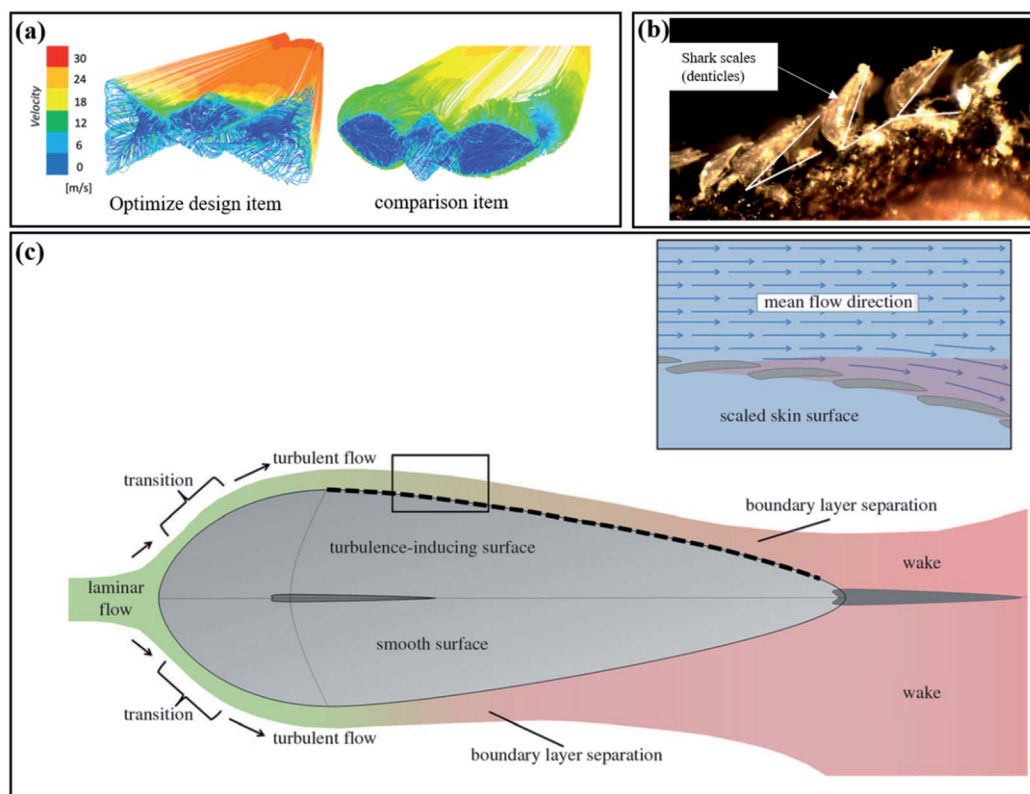 (a)
Velocity
30
24
18
12
6
0
[m/s]
Optimize design item
comparison item
(b)
Shark scales
(denticles)
(c)
mean flow direction
scaled skin surface
turbulent flow
transition
boundary layer separation
turbulence-inducing surface
wake
laminar
flow
smooth surface
wake
transition
turbulent flow
boundary layer separation